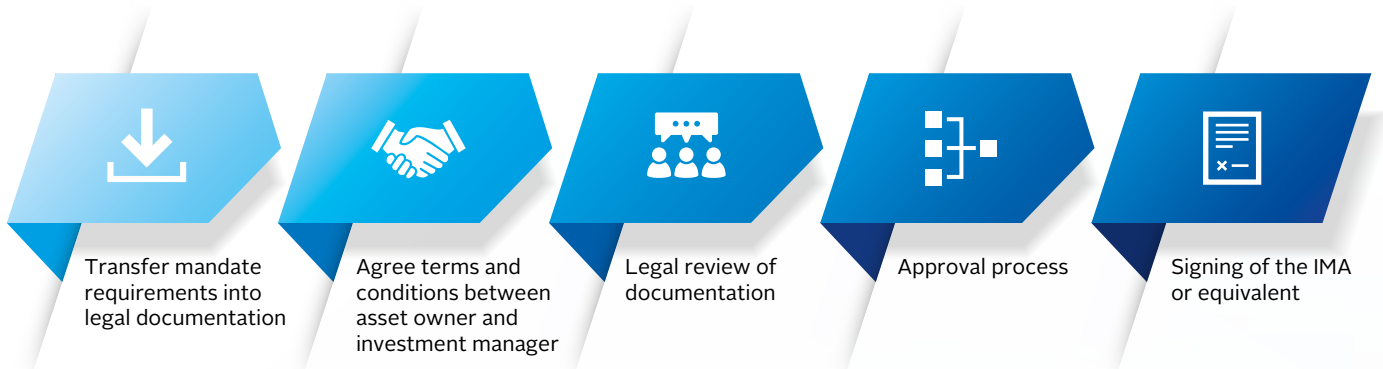 Transfer mandate
requirements into
legal documentation
Agree terms and
conditions between
asset owner and
investment manager
Legal review of
documentation
Approval process
Signing of the IMA
or equivalent